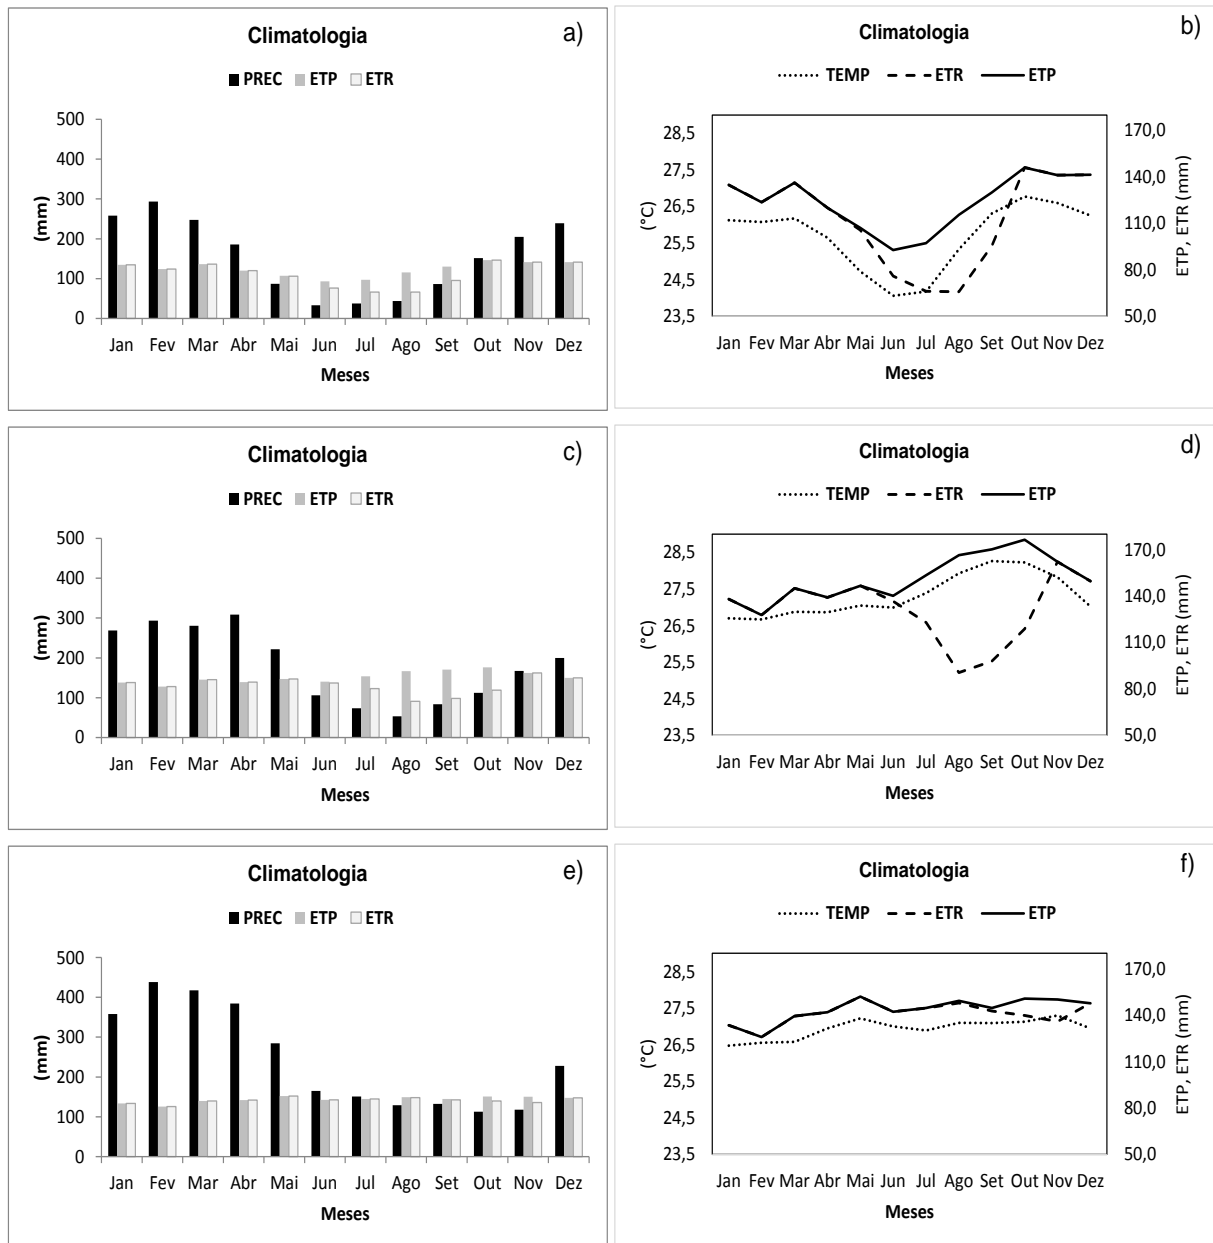 a)
Climatologia
PREC ETP ETR
500
400
300
200
100
0
(mm)
Jan Fev Mar Abr Mai Jun Jul Ago Set Out Nov Dez
Meses
b)
Climatologia
TEMP ETR ETP
28,5
27,5
26,5
25,5
24,5
23,5
(°C)
170,0
140,0
110,0
80,0
50,0
ETP, ETR (mm)
Jan Fev Mar Abr Mai Jun Jul Ago Set Out Nov Dez
Meses
c)
Climatologia
PREC ETP ETR
500
400
300
200
100
0
(mm)
Jan Fev Mar Abr Mai Jun Jul Ago Set Out Nov Dez
Meses
d)
Climatologia
TEMP ETR ETP
28,5
27,5
26,5
25,5
24,5
23,5
(°C)
170,0
140,0
110,0
80,0
50,0
ETP, ETR (mm)
Jan Fev Mar Abr Mai Jun Jul Ago Set Out Nov Dez
Meses
e)
Climatologia
PREC ETP ETR
500
400
300
200
100
0
(mm)
Jan Fev Mar Abr Mai Jun Jul Ago Set Out Nov Dez
Meses
f)
Climatologia
TEMP ETR ETP
28,5
27,5
26,5
25,5
24,5
23,5
(°C)
170,0
140,0
110,0
80,0
50,0
ETP, ETR (mm)
Jan Fev Mar Abr Mai Jun Jul Ago Set Out Nov Dez
Meses